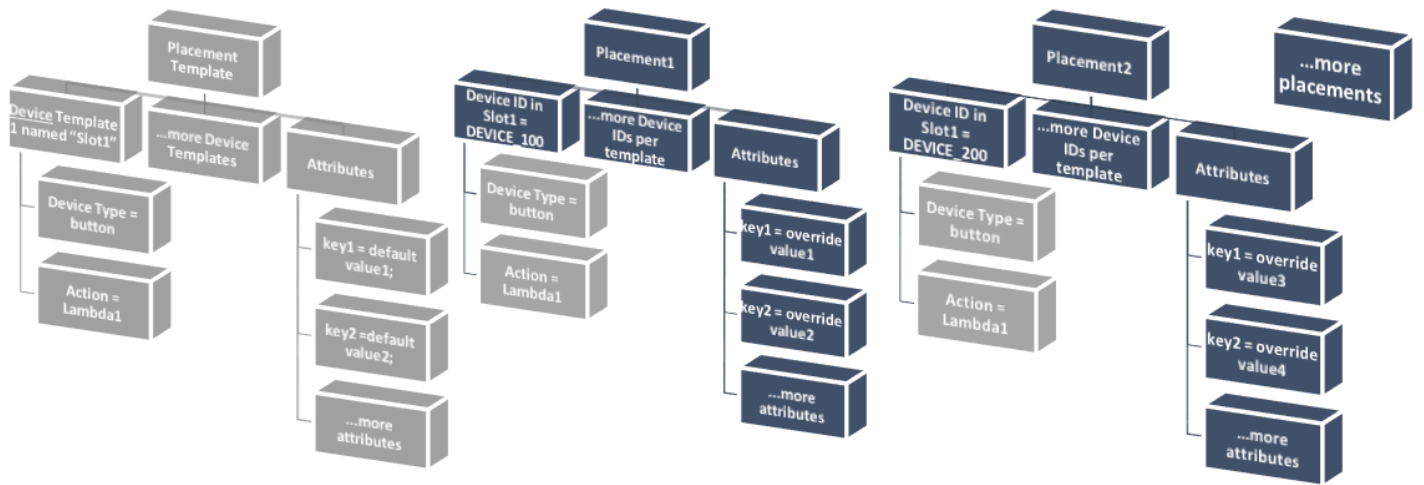 Placement
Template
Device Template
1 named “Slot1”
...more Device
Templates
Attributes
Device Type =
button
Action =
Lambda1
key1 = default
value1;
key2 =default
value2;
...more
attributes
Placement1
Device ID in
Slot1 =
DEVICE_100
...more Device
IDs per
template
Attributes
Device Type =
button
Action =
Lambda1
key1 = override
value1
key2 = override
value2
...more
attributes
Placement2
Device ID in
Slot1 =
DEVICE_200
...more Device
IDs per
template
Attributes
Device Type =
button
Action =
Lambda1
key1 = override
value3
key2 = override
value4
...more
attributes
...more
placements